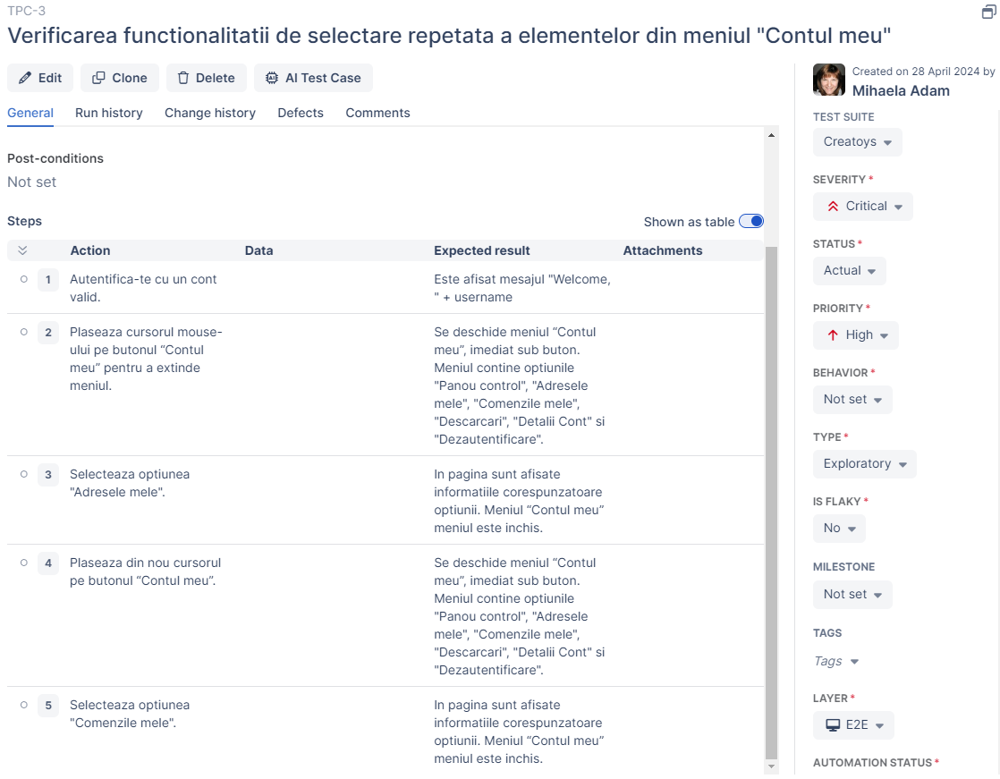 TPC-3
Verificarea functionalitatii de selectare repetata a elementelor din meniul "Contul meu"
Edit
Clone
Delete
AI Test Case
General
Run history
Change history
Defects
Comments
Post-conditions
Not set
Steps
Shown as table
Action
Data
Expected result
Attachments
1
Autentifica-te cu un cont
valid.
Este afisat mesajul "Welcome,
" + username
2
Plaseaza cursorul mouse-
ului pe butonul “Contul
meu” pentru a extinde
meniul.
Se deschide meniul “Contul
meu”, imediat sub buton.
Meniul contine optiunile
"Panou control", "Adresele
mele", "Comenzile mele",
"Descarcari", "Detalii Cont" si
"Dezautentificare".
3
Selecteaza optiunea
"Adresele mele".
In pagina sunt afisate
informatiile corespunzatoare
optiunii. Meniul “Contul meu”
meniul este inchis.
4
Plaseaza din nou cursorul
pe butonul “Contul meu”.
Se deschide meniul “Contul
meu”, imediat sub buton.
Meniul contine optiunile
"Panou control", "Adresele
mele", "Comenzile mele",
"Descarcari", "Detalii Cont" si
"Dezautentificare".
5
Selecteaza optiunea
"Comenzile mele".
In pagina sunt afisate
informatiile corespunzatoare
optiunii. Meniul “Contul meu”
meniul este inchis.
Created on 28 April 2024 by
Mihaela Adam
TEST SUITE
Creatoys
SEVERITY *
Critical
STATUS *
Actual
PRIORITY *
High
BEHAVIOR *
Not set
TYPE *
Exploratory
IS FLAKY *
No
MILESTONE
Not set
TAGS
Tags
LAYER *
E2E
AUTOMATION STATUS *